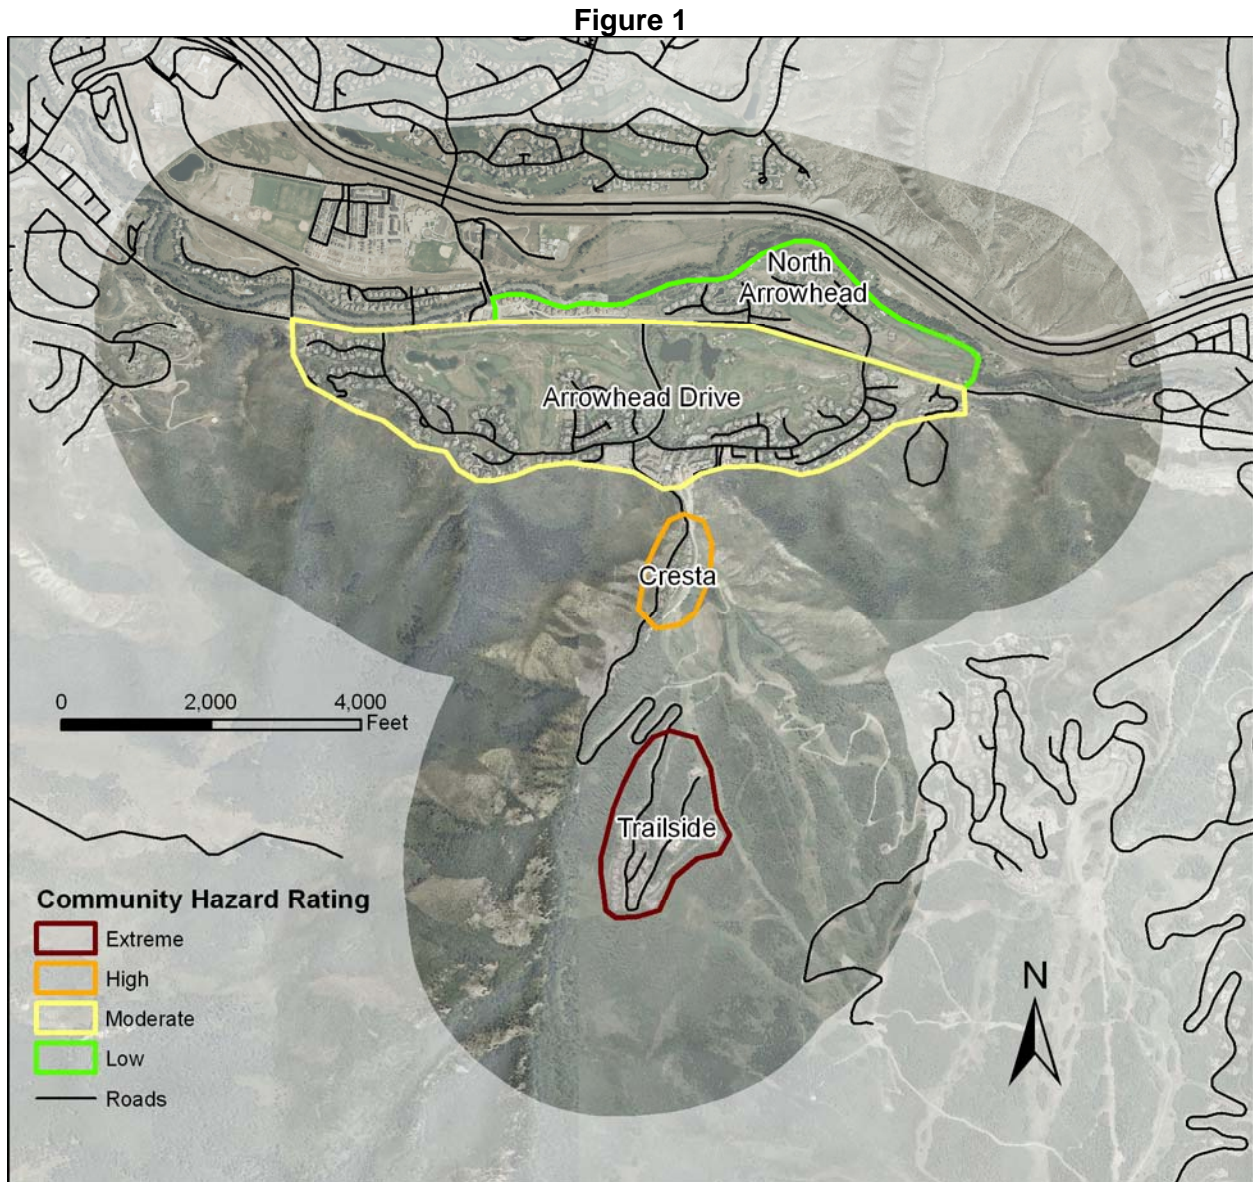 Figure 1
North
Arrowhead
Arrowhead Drive
Cresta
0 2,000 4,000
Feet
Trailside
Community Hazard Rating
Extreme
High
Moderate
Low
Roads
N